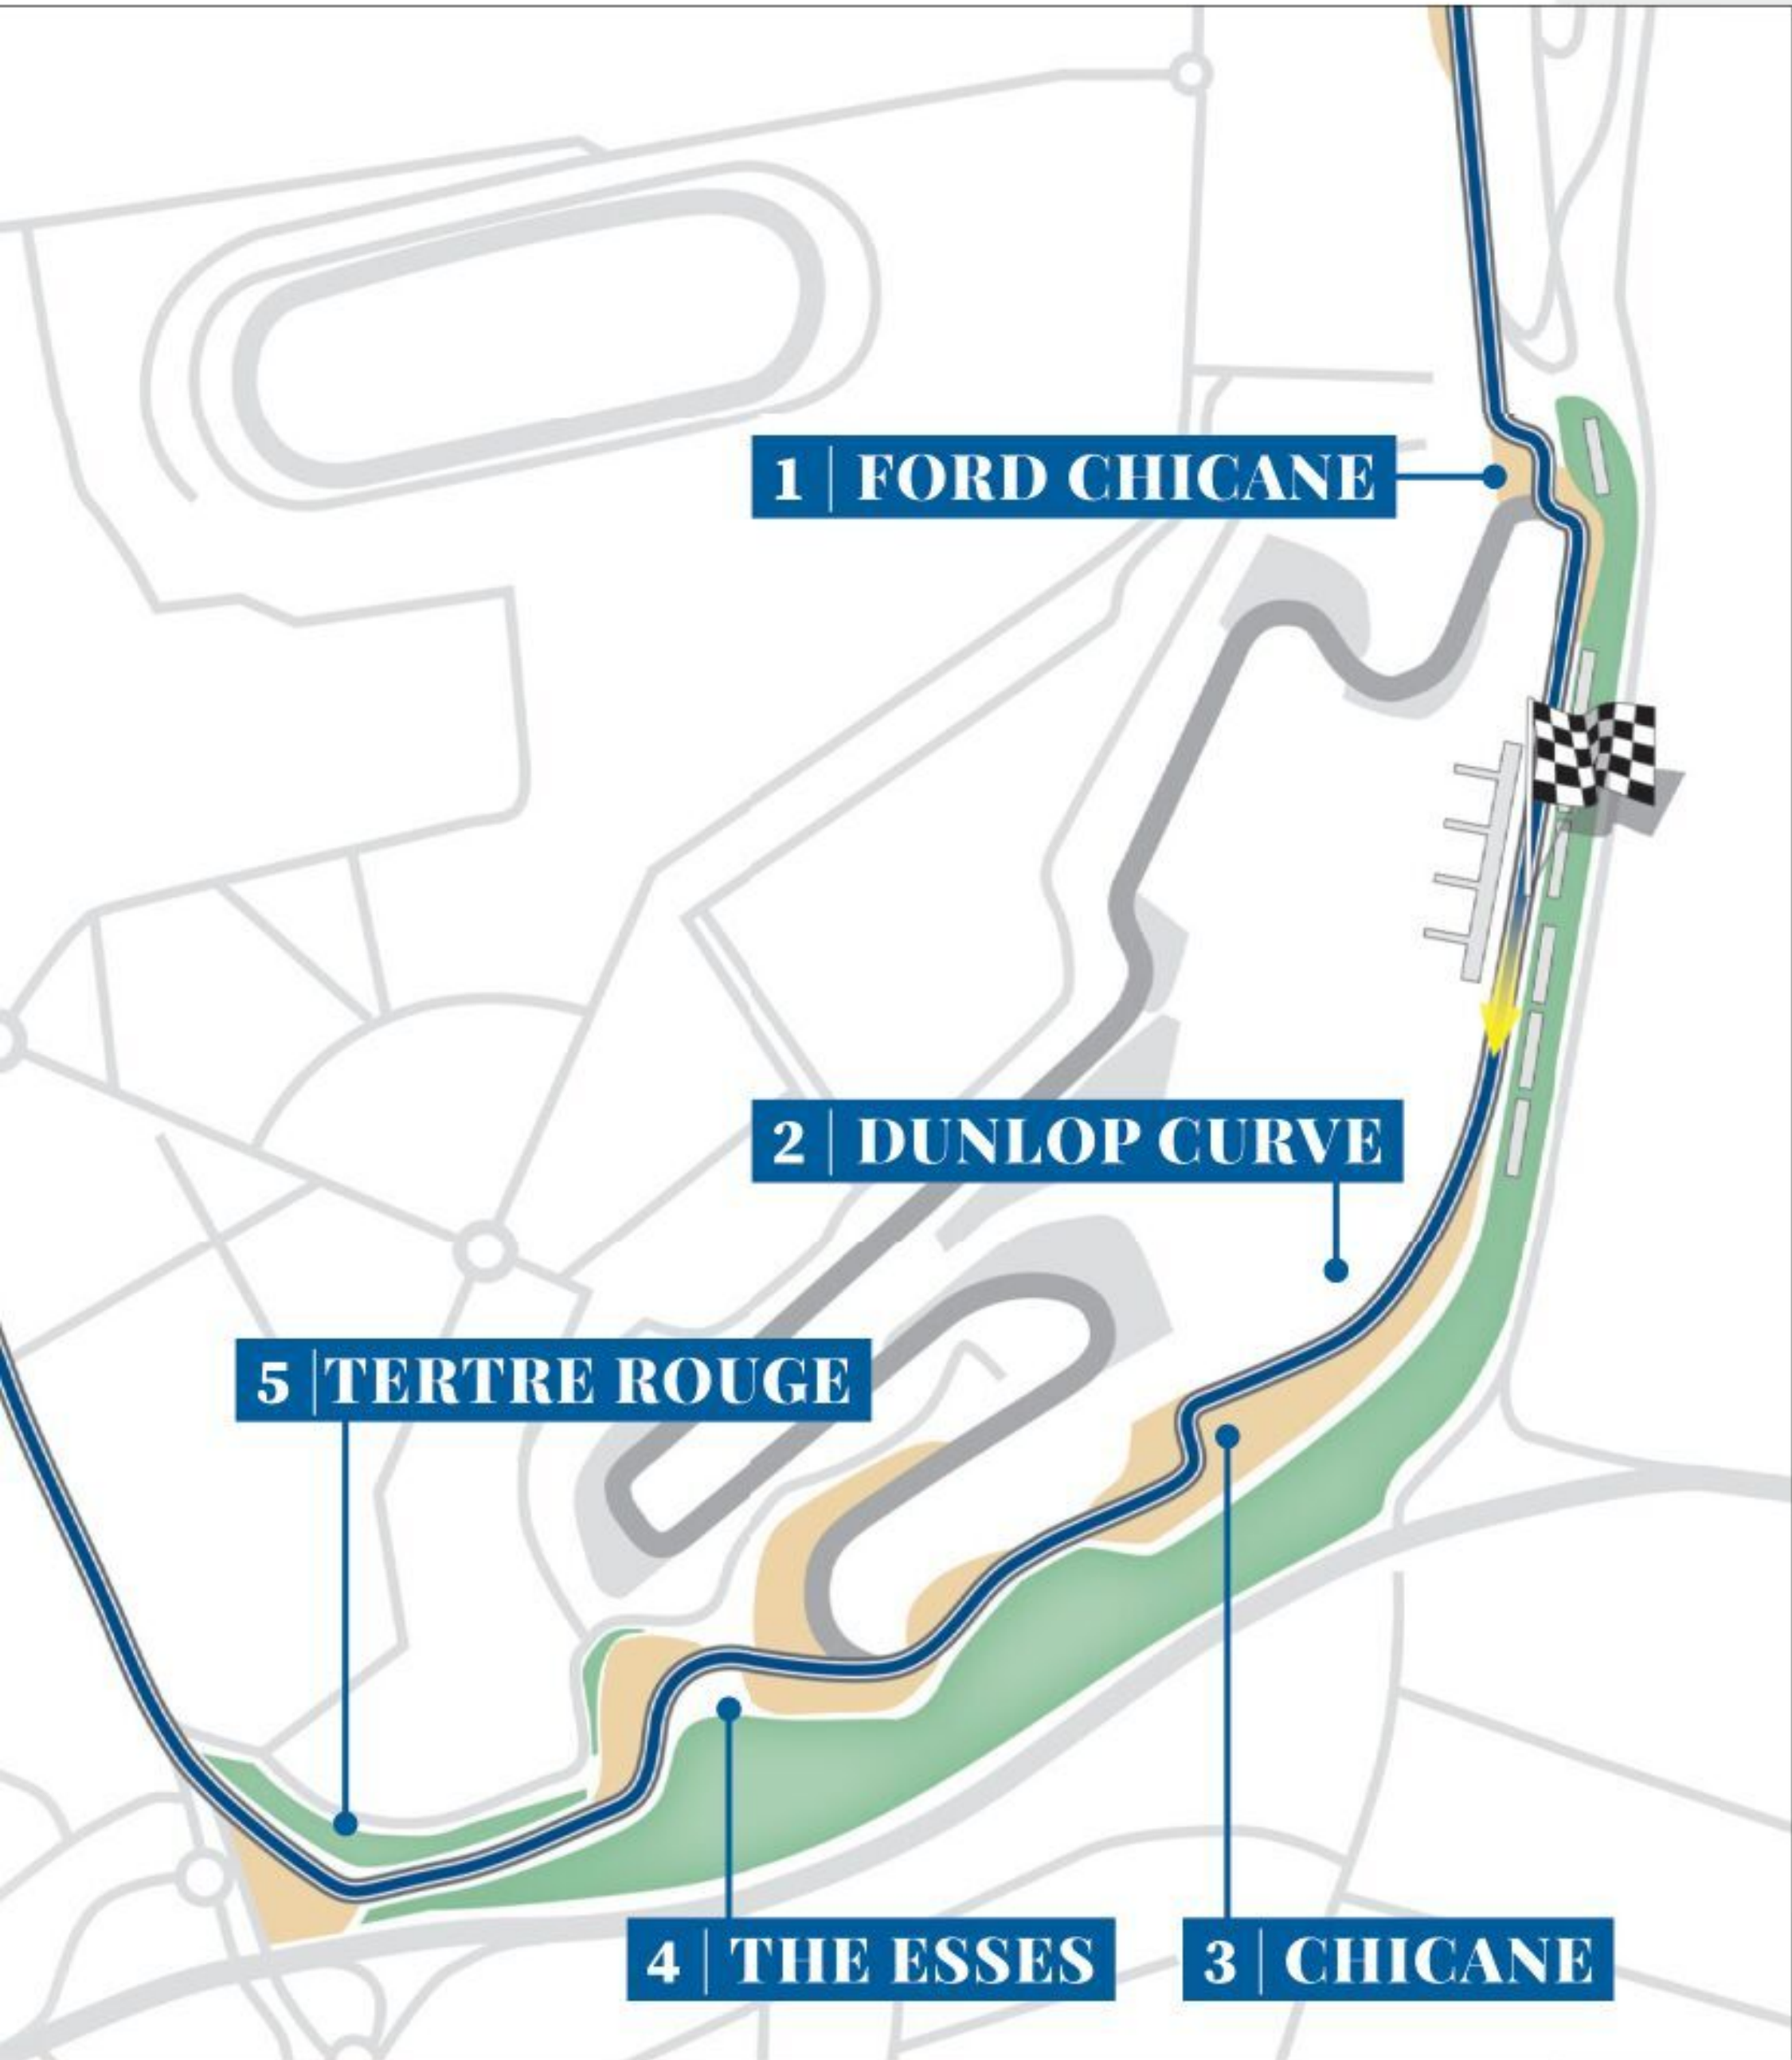 1 | FORD CHICANE
2 | DUNLOP CURVE
5 | TERTRE ROUGE
4 | THE ESSES
3 | CHICANE